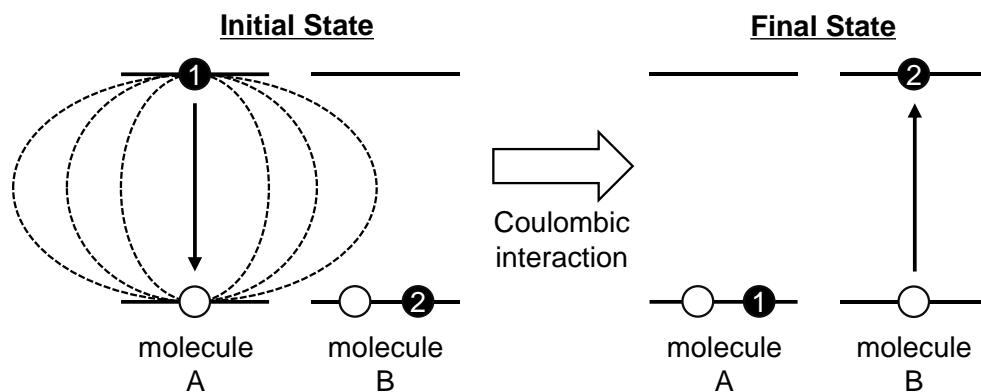 Initial State
Final State
1
2
Coulombic
interaction
2
1
molecule
A
molecule
B
molecule
A
molecule
B